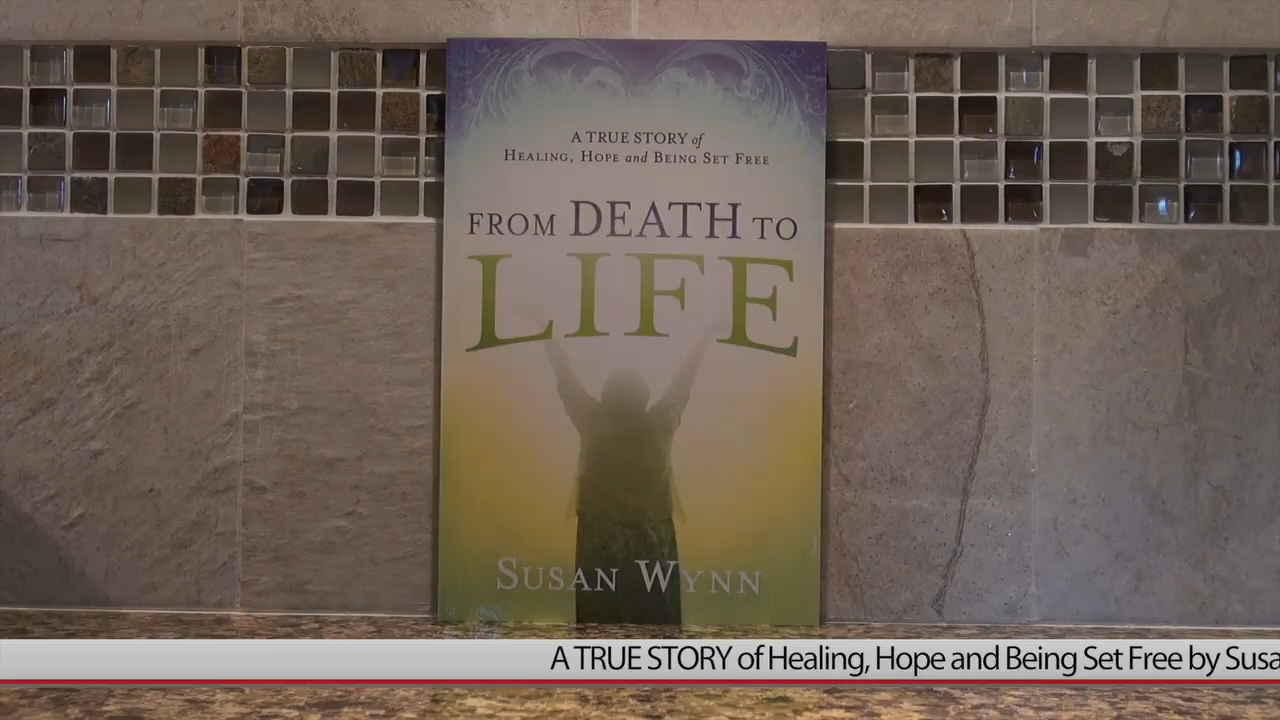 A TRUE STORY of
HEALING, HOPE and BEING SET FREE
FROM DEATH TO
LIFE
SUSAN WYNN
A TRUE STORY of Healing, Hope and Being Set Free by Susa